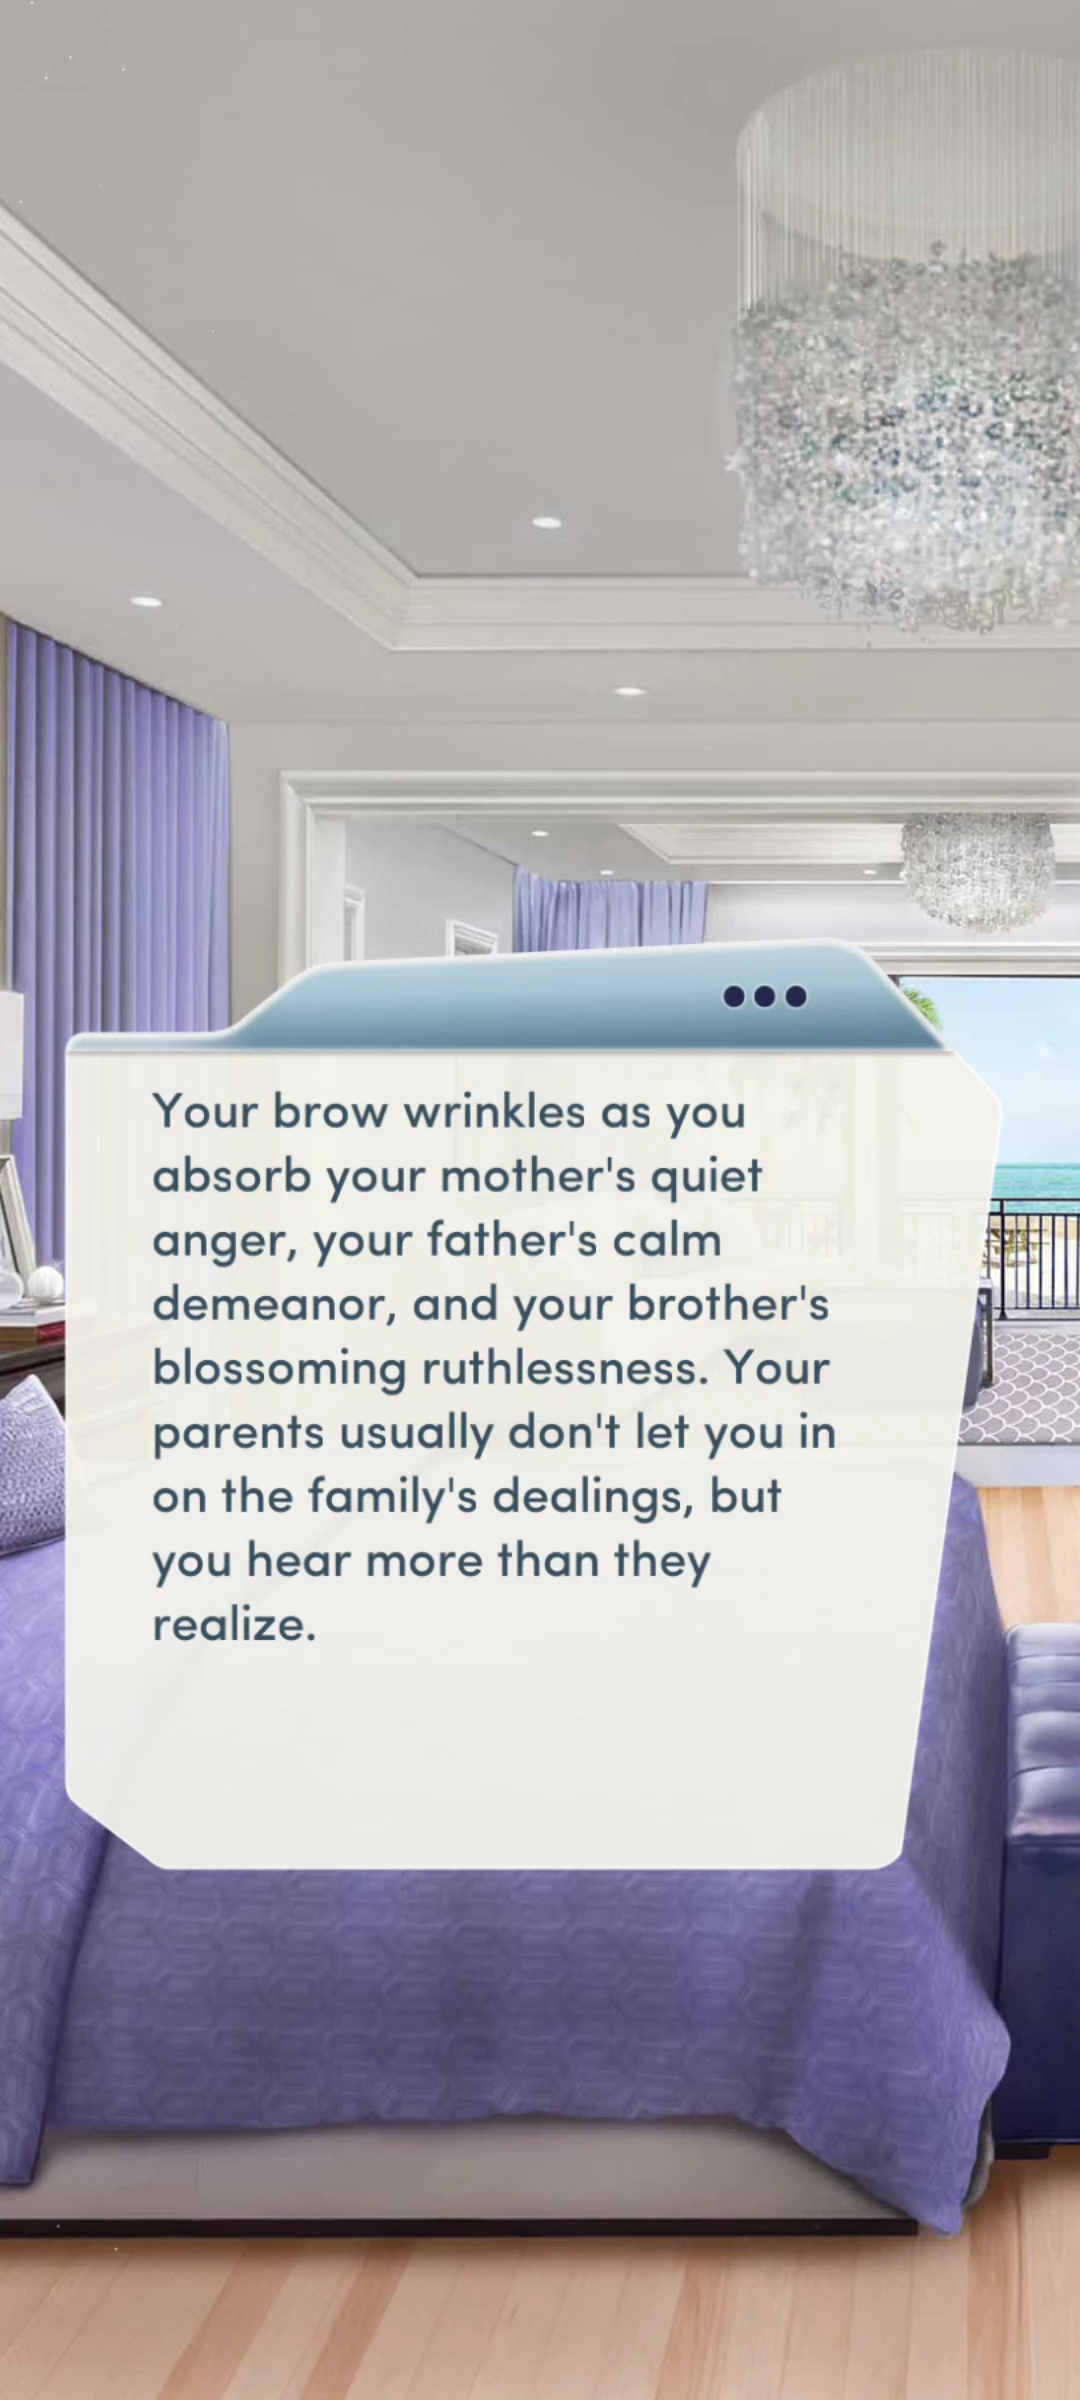 Your brow wrinkles as you
absorb your mother's quiet
anger, your father's calm
demeanor, and your brother's
blossoming ruthlessness. Your
parents usually don't let you in
on the family's dealings, but
you hear more than they
realize.